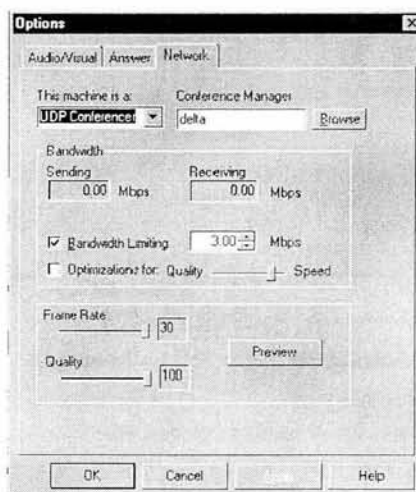 Options
Audio/Visual Answer Network
This machine is a: Conference Manager
UDP Conferencer delta Browse
Bandwidth
Sending Receiving
0.00 Mbps 0.00 Mbps
Bandwidth Limiting 3.00 Mbps
Optimizations for: Quality Speed
Frame Rate
30
Preview
Quality
100
OK Cancel Help